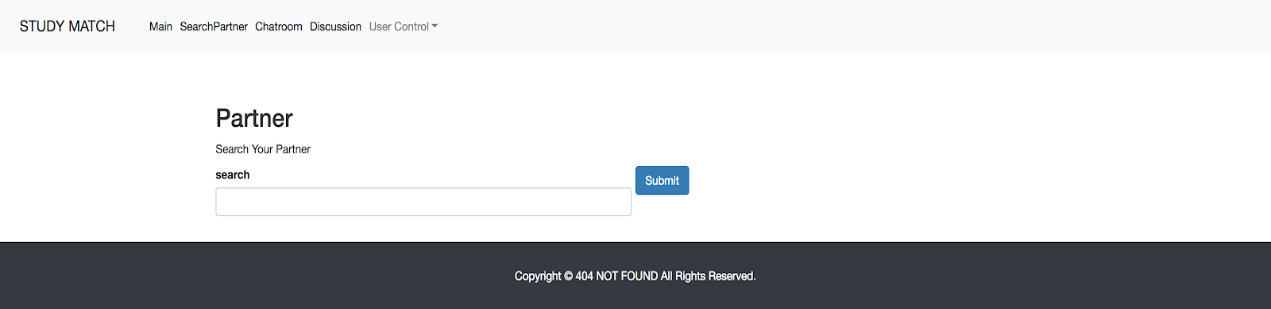 STUDY MATCH Main SearchPartner Chatroom Discussion User Control
Partner
Search Your Partner
search
Submit
Copyright © 404 NOT FOUND All Rights Reserved.